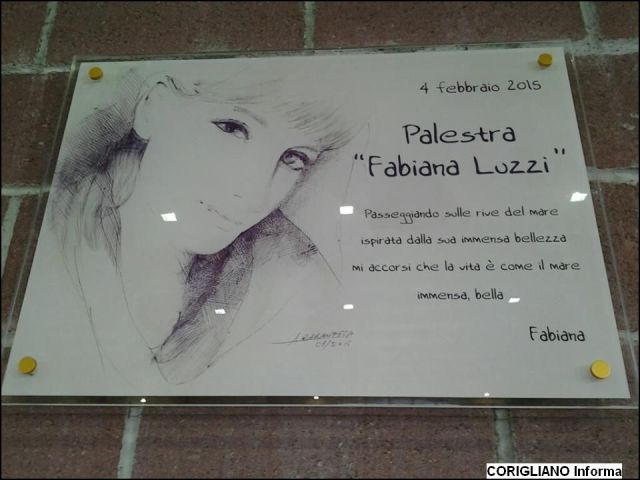 4 febbraio 2015
Palestra
"Fabiana Luzzi"
Passeggiando sulle rive del mare
ispirata dalla sua immensa bellezza
mi accorsi che la vita è come il mare
immensa, bella
Fabiana
CORIGLIANO Informa